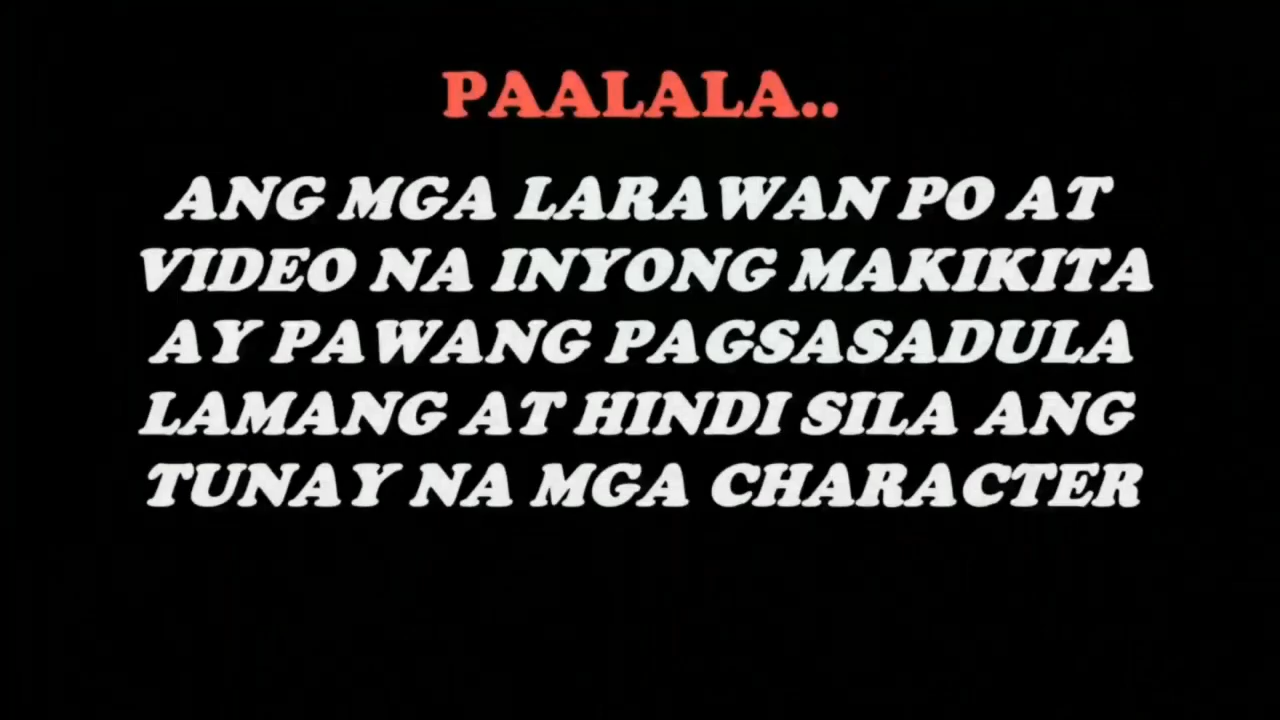 PAALALA..
ANG MGA LARAWAN PO AT
VIDEO NA INYONG MAKIKITA
AY PAWANG PAGSASADULA
LAMANG AT HINDI SILA ANG
TUNAY NA MGA CHARACTER